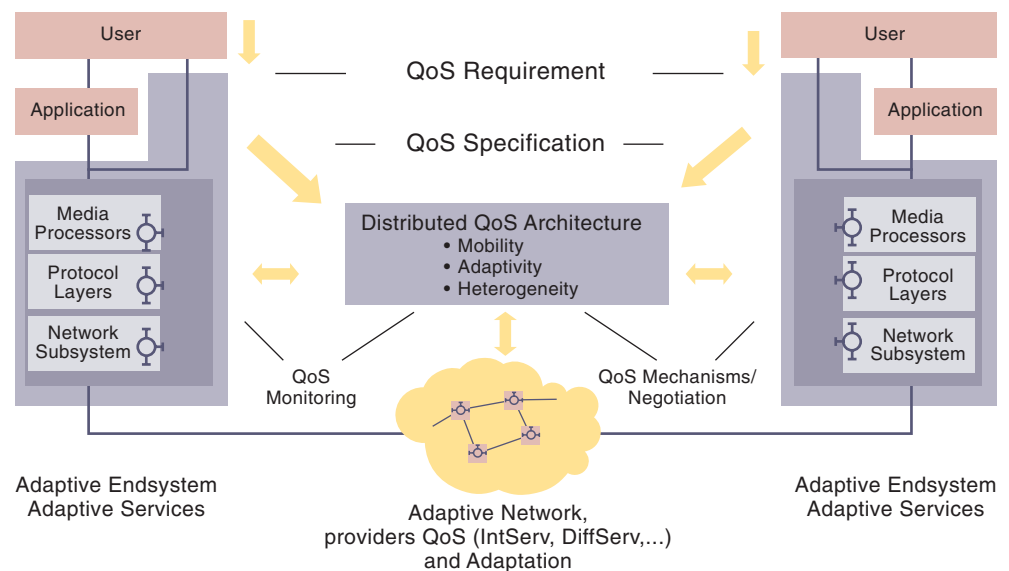 User
User
QoS Requirement
Application
Application
QoS Specification
Media
Processors
Distributed QoS Architecture
• Mobility
• Adaptivity
• Heterogeneity
Media
Processors
Protocol
Layers
Protocol
Layers
Network
Subsystem
Network
Subsystem
QoS
Monitoring
QoS Mechanisms/
Negotiation
Adaptive Endsystem
Adaptive Services
Adaptive Endsystem
Adaptive Services
Adaptive Network,
providers QoS (IntServ, DiffServ,...)
and Adaptation